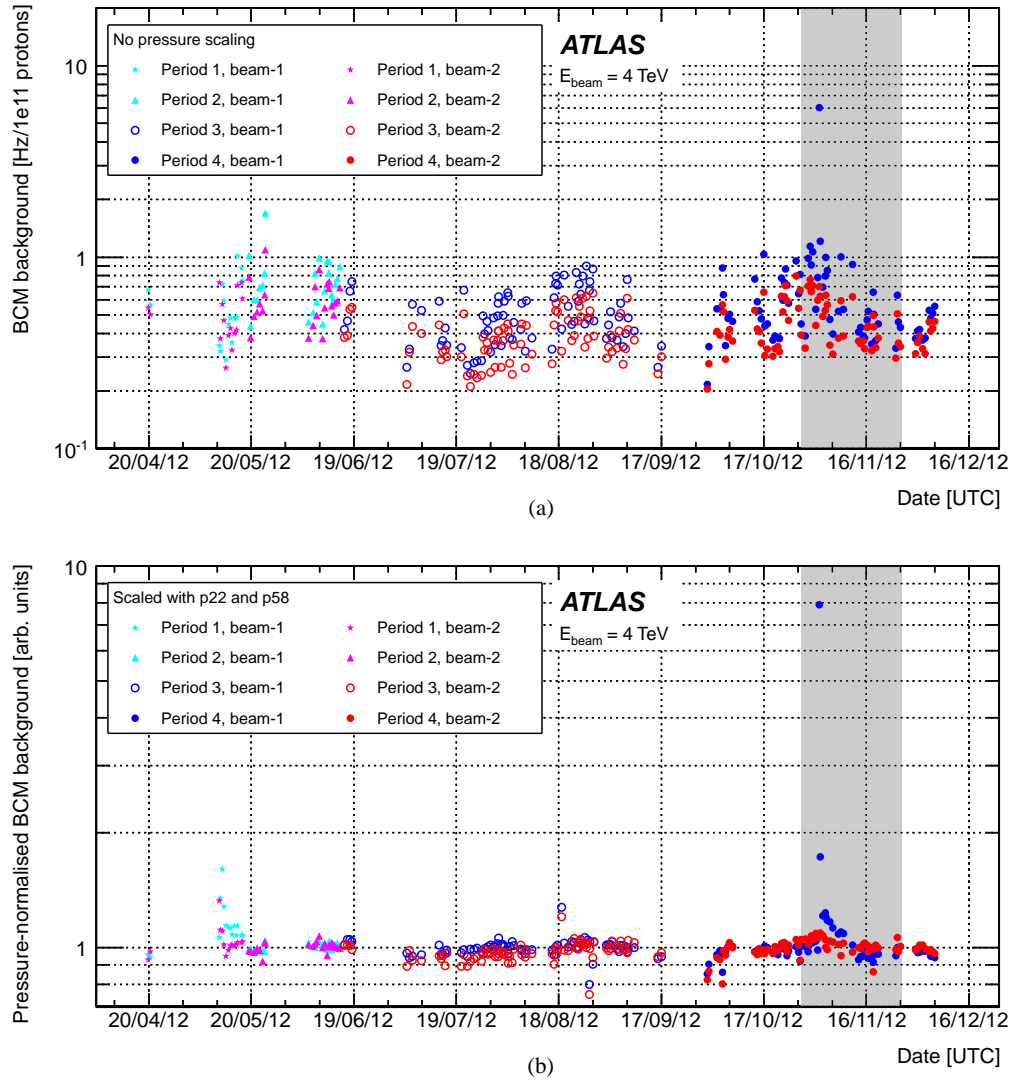 BCM background [Hz/1e11 protons]
No pressure scaling
Period 1, beam-1
Period 1, beam-2
Period 2, beam-1
Period 2, beam-2
Period 3, beam-1
Period 3, beam-2
Period 4, beam-1
Period 4, beam-2
ATLAS
E_beam = 4 TeV
10
1
10^-1
20/04/12 20/05/12 19/06/12 19/07/12 18/08/12 17/09/12 17/10/12 16/11/12 16/12/12
Date [UTC]
(a)
Pressure-normalised BCM background [arb. units]
Scaled with p22 and p58
Period 1, beam-1
Period 1, beam-2
Period 2, beam-1
Period 2, beam-2
Period 3, beam-1
Period 3, beam-2
Period 4, beam-1
Period 4, beam-2
ATLAS
E_beam = 4 TeV
10
1
20/04/12 20/05/12 19/06/12 19/07/12 18/08/12 17/09/12 17/10/12 16/11/12 16/12/12
Date [UTC]
(b)